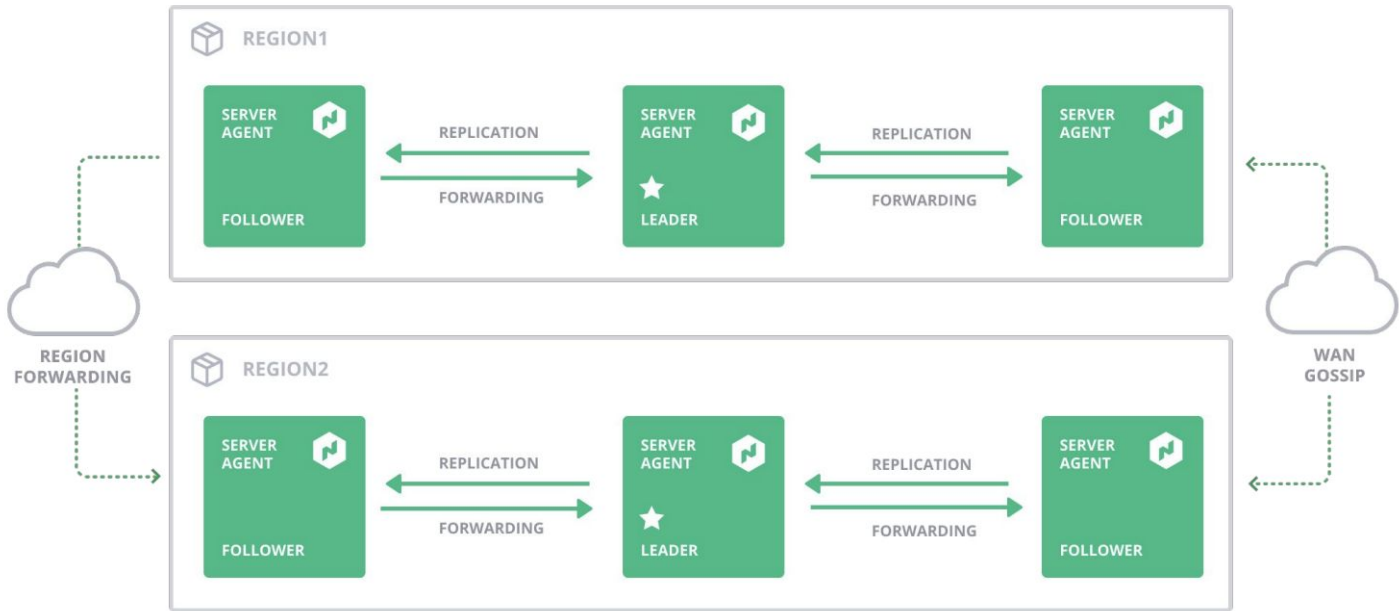 REGION1
SERVER
AGENT
FOLLOWER
REPLICATION
FORWARDING
SERVER
AGENT
LEADER
REPLICATION
FORWARDING
SERVER
AGENT
FOLLOWER
REGION
FORWARDING
WAN
GOSSIP
REGION2
SERVER
AGENT
FOLLOWER
REPLICATION
FORWARDING
SERVER
AGENT
LEADER
REPLICATION
FORWARDING
SERVER
AGENT
FOLLOWER